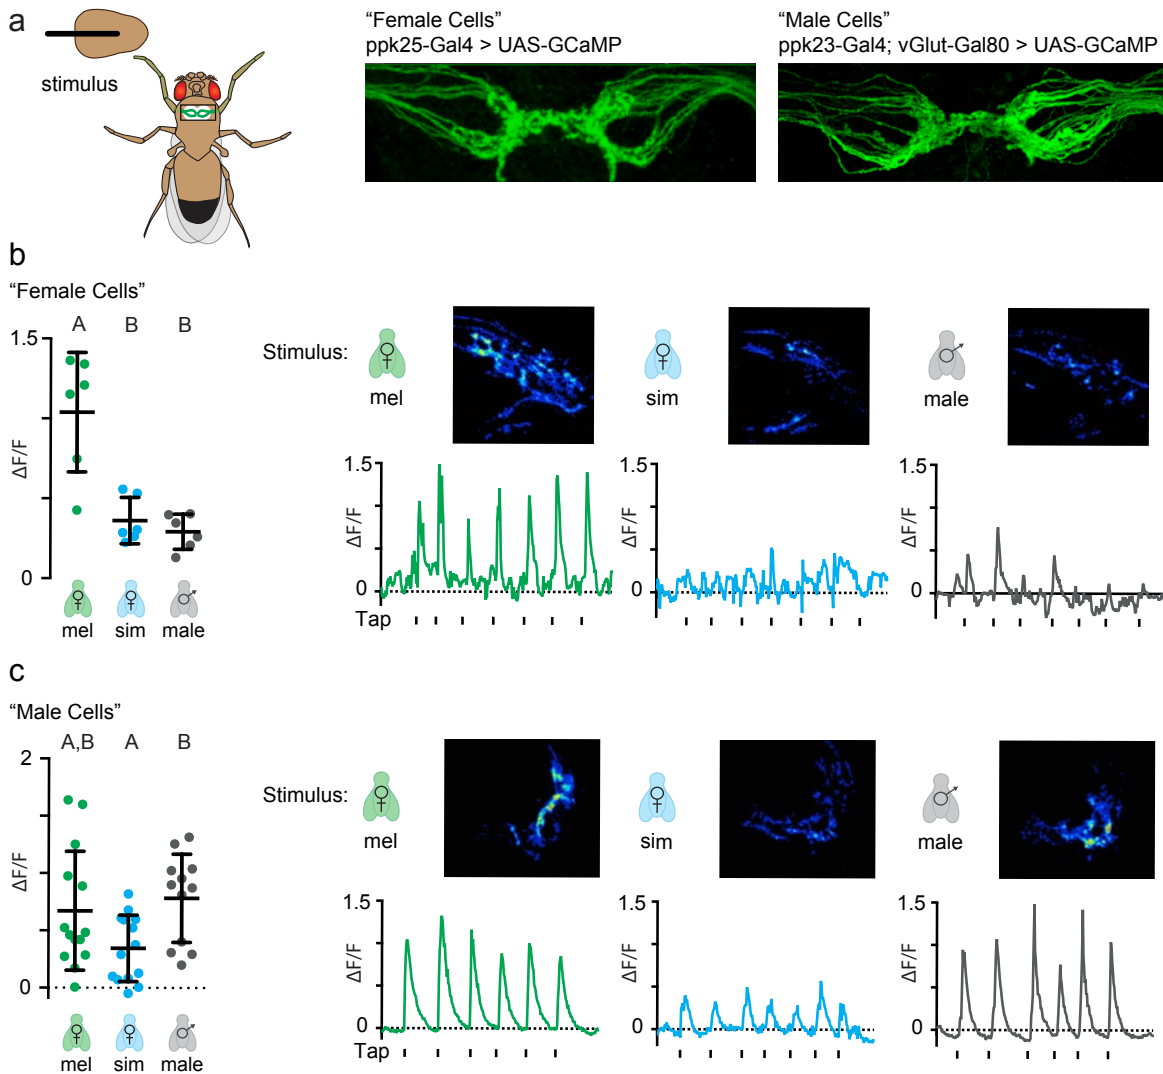 a
stimulus
“Female Cells”
ppk25-Gal4 > UAS-GCaMP
“Male Cells”
ppk23-Gal4; vGlut-Gal80 > UAS-GCaMP
b
“Female Cells”
A B B
1.5
ΔF/F
0
mel sim male
Stimulus:
mel
sim
male
1.5
ΔF/F
0
Tap
1.5
ΔF/F
0
1.5
ΔF/F
0
c
“Male Cells”
A,B A B
2
ΔF/F
0
mel sim male
Stimulus:
mel
sim
male
1.5
ΔF/F
0
Tap
1.5
ΔF/F
0
1.5
ΔF/F
0